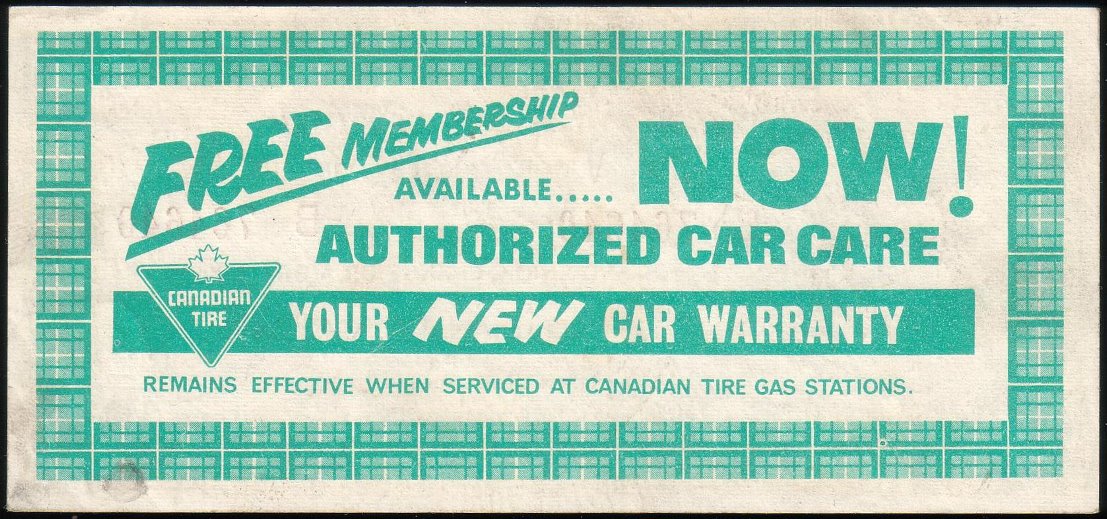 FREE MEMBERSHIP
AVAILABLE.....
NOW!
AUTHORIZED CAR CARE
CANADIAN
TIRE
YOUR NEW CAR WARRANTY
REMAINS EFFECTIVE WHEN SERVICED AT CANADIAN TIRE GAS STATIONS.